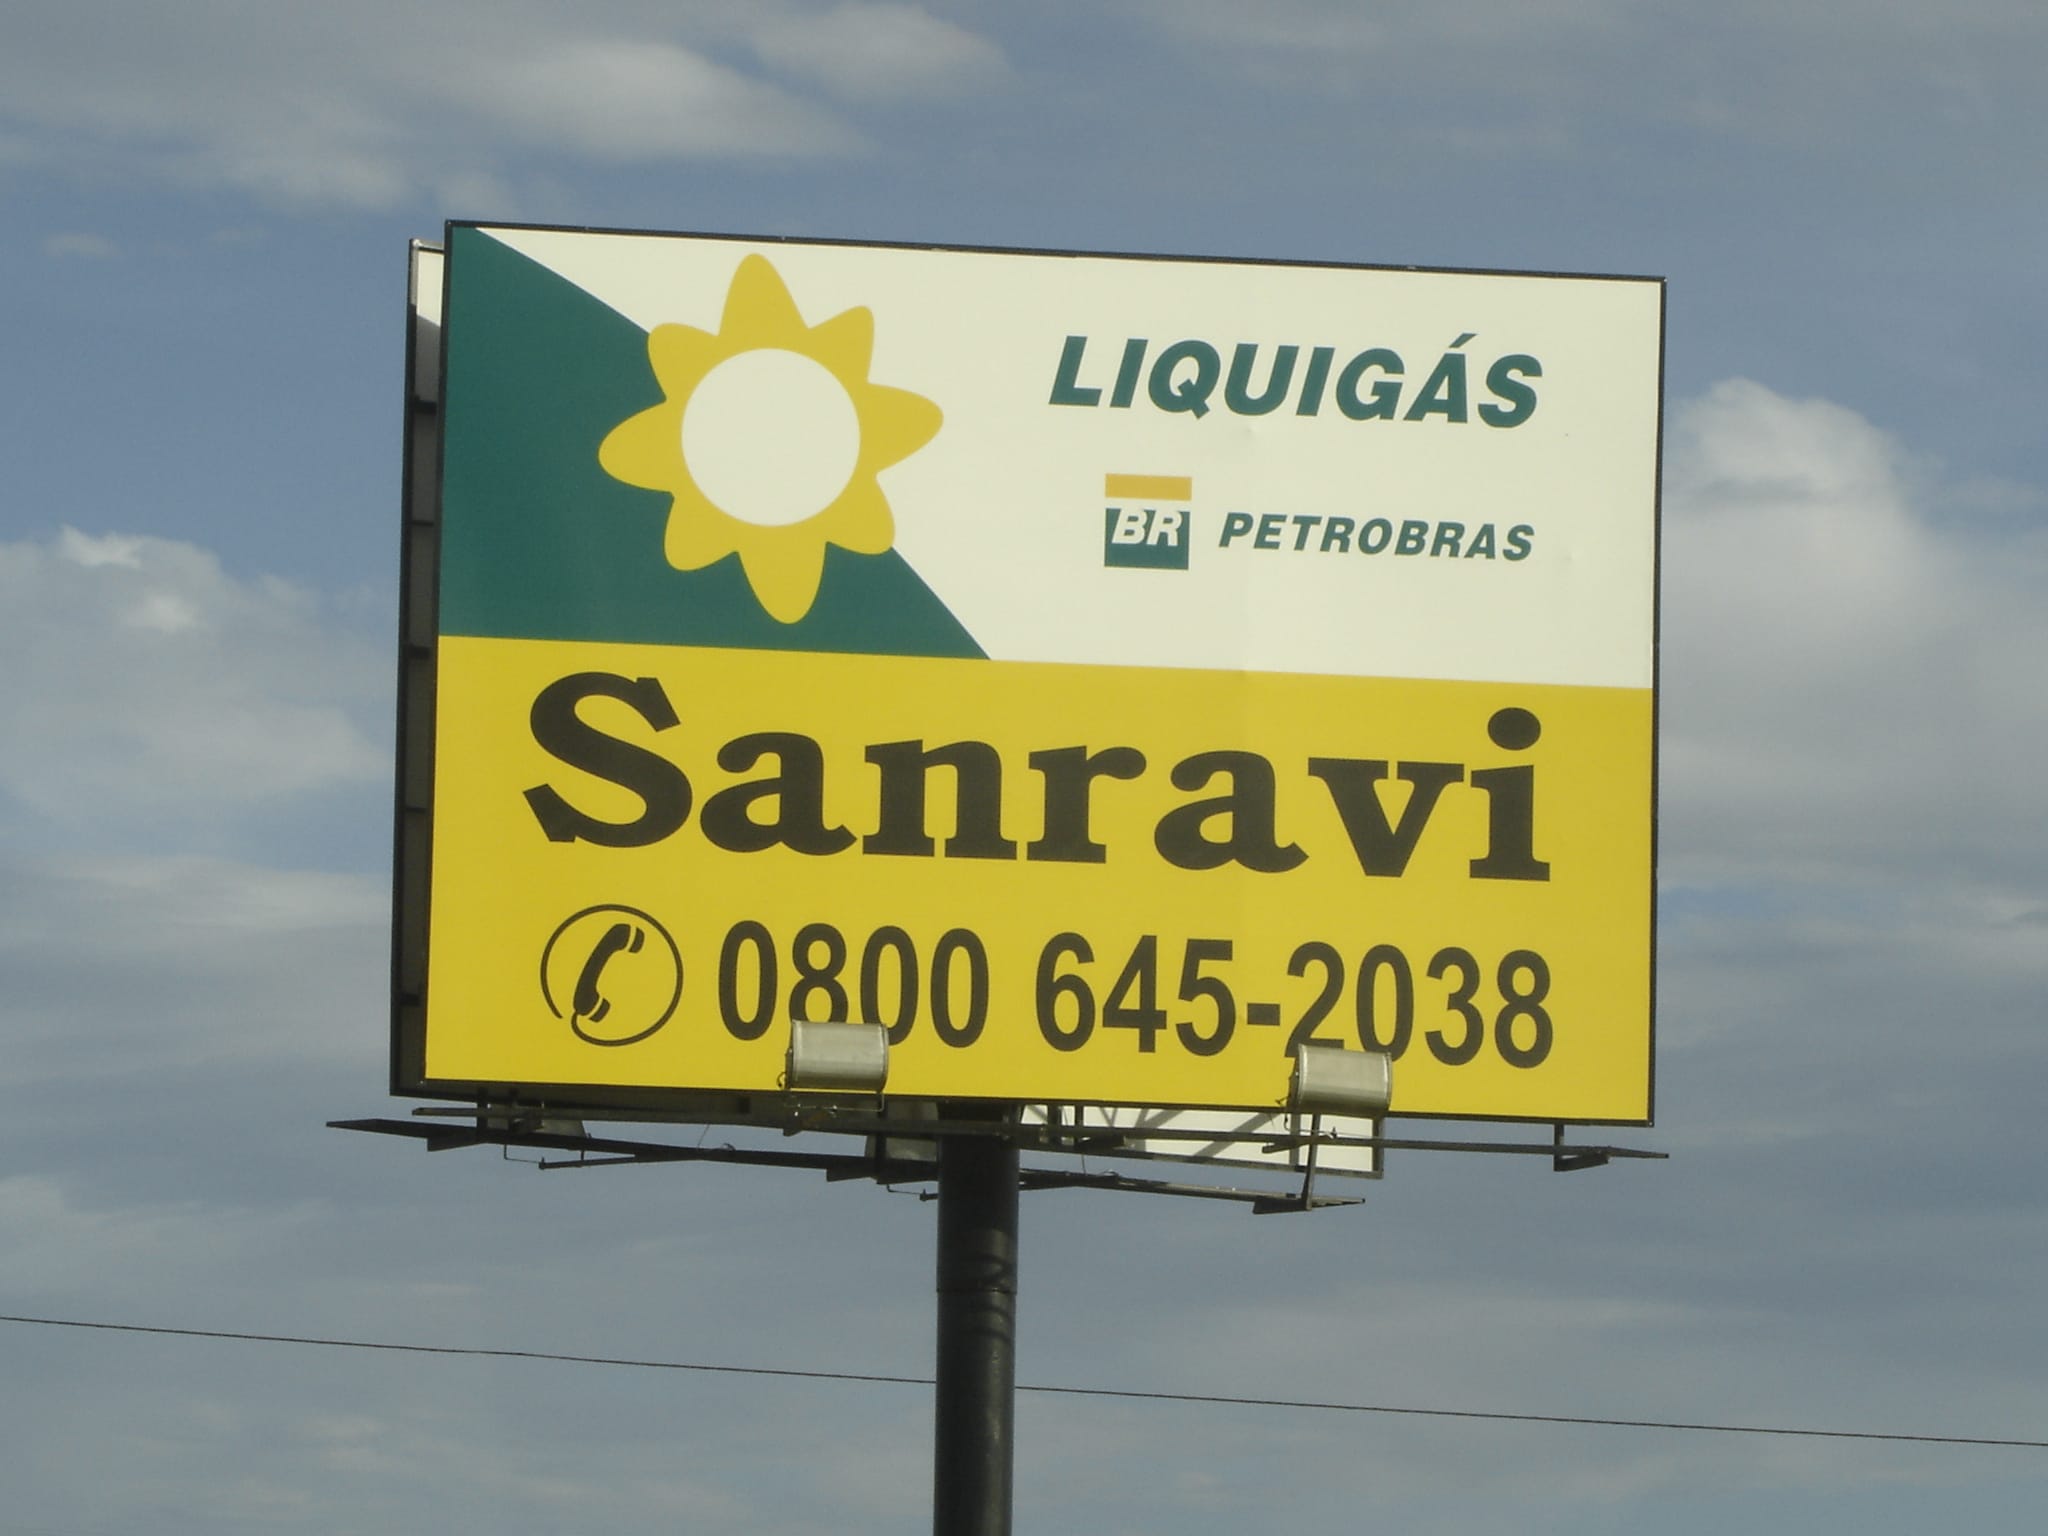 LIQUIGÁS
BR PETROBRAS
Sanravi
0800 645-2038